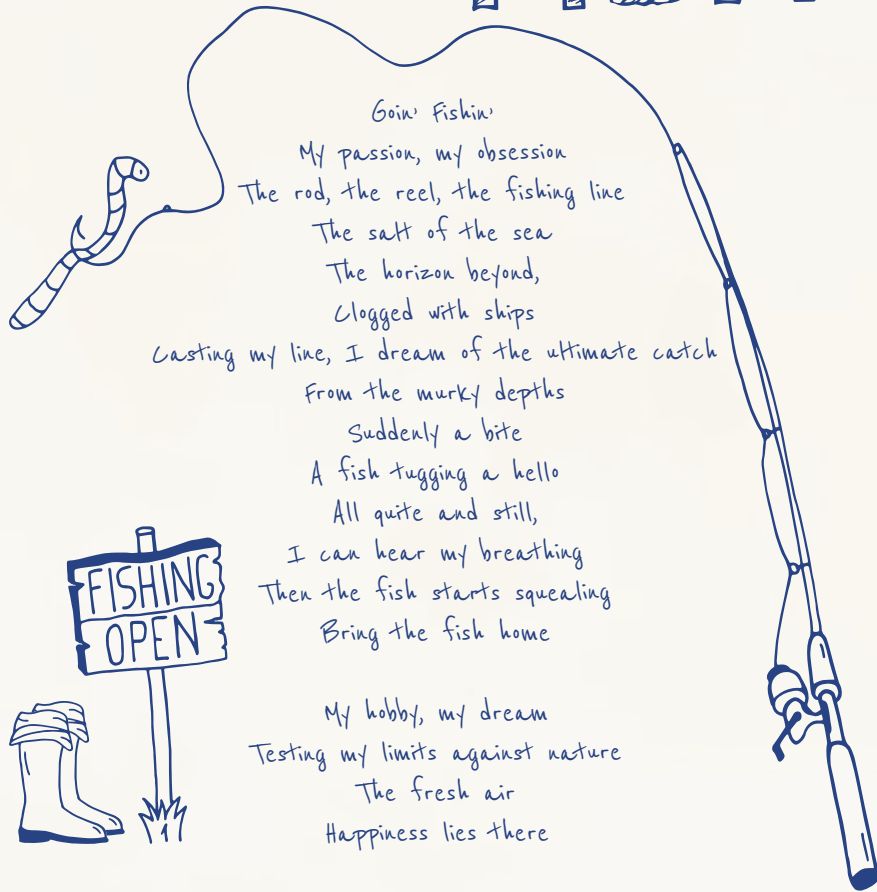 Goin' Fishin'
My passion, my obsession
The rod, the reel, the fishing line
The salt of the sea
The horizon beyond,
Clogged with ships
Casting my line, I dream of the ultimate catch
From the murky depths
Suddenly a bite
A fish tugging a hello
All quite and still,
I can hear my breathing
Then the fish starts squealing
Bring the fish home
FISHING
OPEN
My hobby, my dream
Testing my limits against nature
The fresh air
Happiness lies there